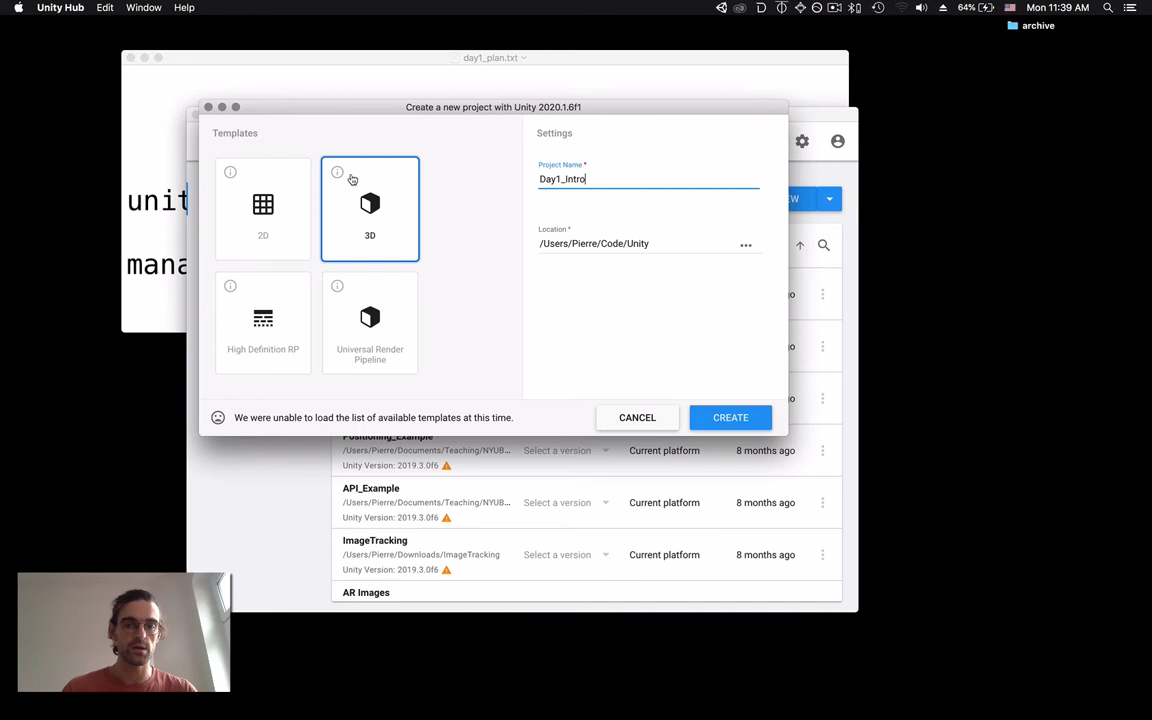 Unity Hub Edit Window Help
64% Mon 11:39 AM
archive
day1_plan.txt
Create a new project with Unity 2020.1.6f1
Templates
Settings
2D
3D
High Definition RP
Universal Render
Pipeline
Project Name *
Day1_Intro
Location *
/Users/Pierre/Code/Unity
We were unable to load the list of available templates at this time.
CANCEL
CREATE
unit
mana
EW
go
go
go
Positioning_Example
/Users/Pierre/Documents/Teaching/NYUB... Select a version Current platform 8 months ago
Unity Version: 2019.3.0f6
API_Example
/Users/Pierre/Documents/Teaching/NYUB... Select a version Current platform 8 months ago
Unity Version: 2019.3.0f6
ImageTracking
/Users/Pierre/Downloads/ImageTracking Select a version Current platform 8 months ago
Unity Version: 2019.3.0f6
AR Images